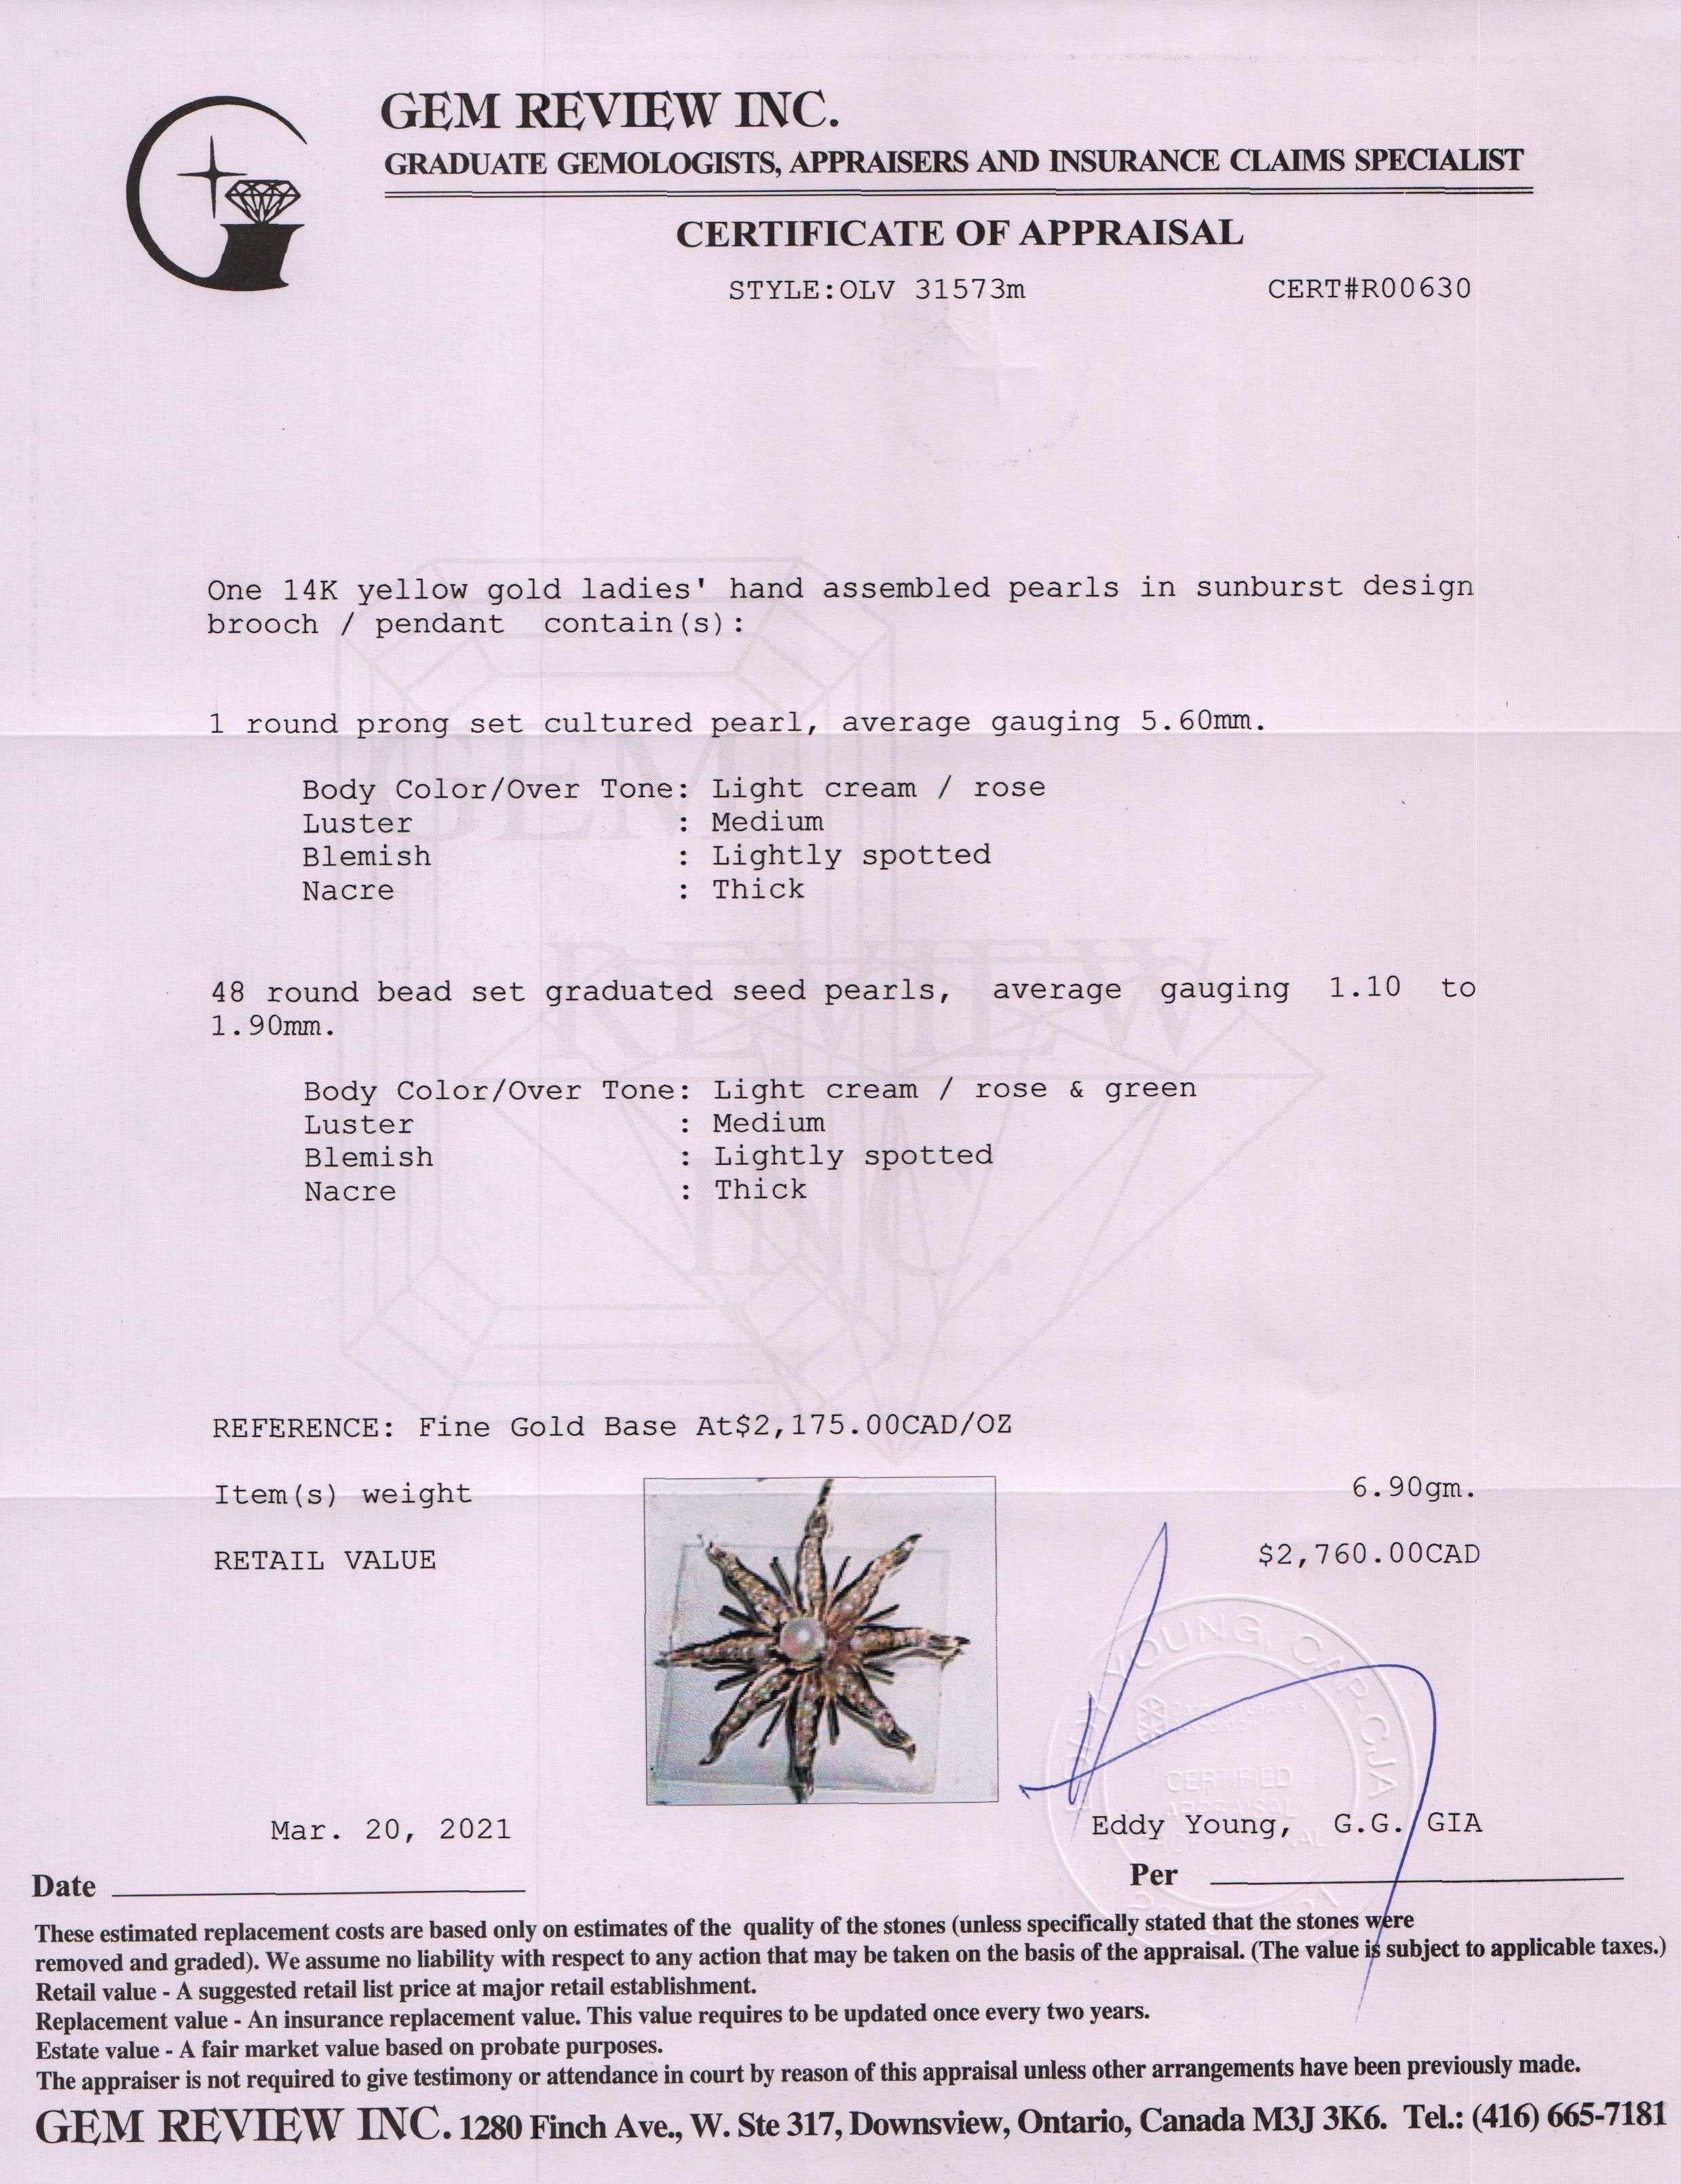 GEM REVIEW INC.
GRADUATE GEMOLOGISTS, APPRAISERS AND INSURANCE CLAIMS SPECIALIST
CERTIFICATE OF APPRAISAL
STYLE:OLV 31573m CERT#R00630
One 14K yellow gold ladies' hand assembled pearls in sunburst design
brooch / pendant contain(s):
1 round prong set cultured pearl, average gauging 5.60mm.
Body Color/Over Tone: Light cream / rose
Luster : Medium
Blemish : Lightly spotted
Nacre : Thick
48 round bead set graduated seed pearls, average gauging 1.10 to
1.90mm.
Body Color/Over Tone: Light cream / rose & green
Luster : Medium
Blemish : Lightly spotted
Nacre : Thick
GEM
REVIEW
INC.
REFERENCE: Fine Gold Base At$2,175.00CAD/OZ
Item(s) weight 6.90gm.
RETAIL VALUE $2,760.00CAD
YOUNG, CAP-CJA
CERTIFIED
APPRAISAL
Mar. 20, 2021 Eddy Young, G.G. GIA
Date Per
These estimated replacement costs are based only on estimates of the quality of the stones (unless specifically stated that the stones were
removed and graded). We assume no liability with respect to any action that may be taken on the basis of the appraisal. (The value is subject to applicable taxes.)
Retail value - A suggested retail list price at major retail establishment.
Replacement value - An insurance replacement value. This value requires to be updated once every two years.
Estate value - A fair market value based on probate purposes.
The appraiser is not required to give testimony or attendance in court by reason of this appraisal unless other arrangements have been previously made.
GEM REVIEW INC. 1280 Finch Ave., W. Ste 317, Downsview, Ontario, Canada M3J 3K6. Tel.: (416) 665-7181